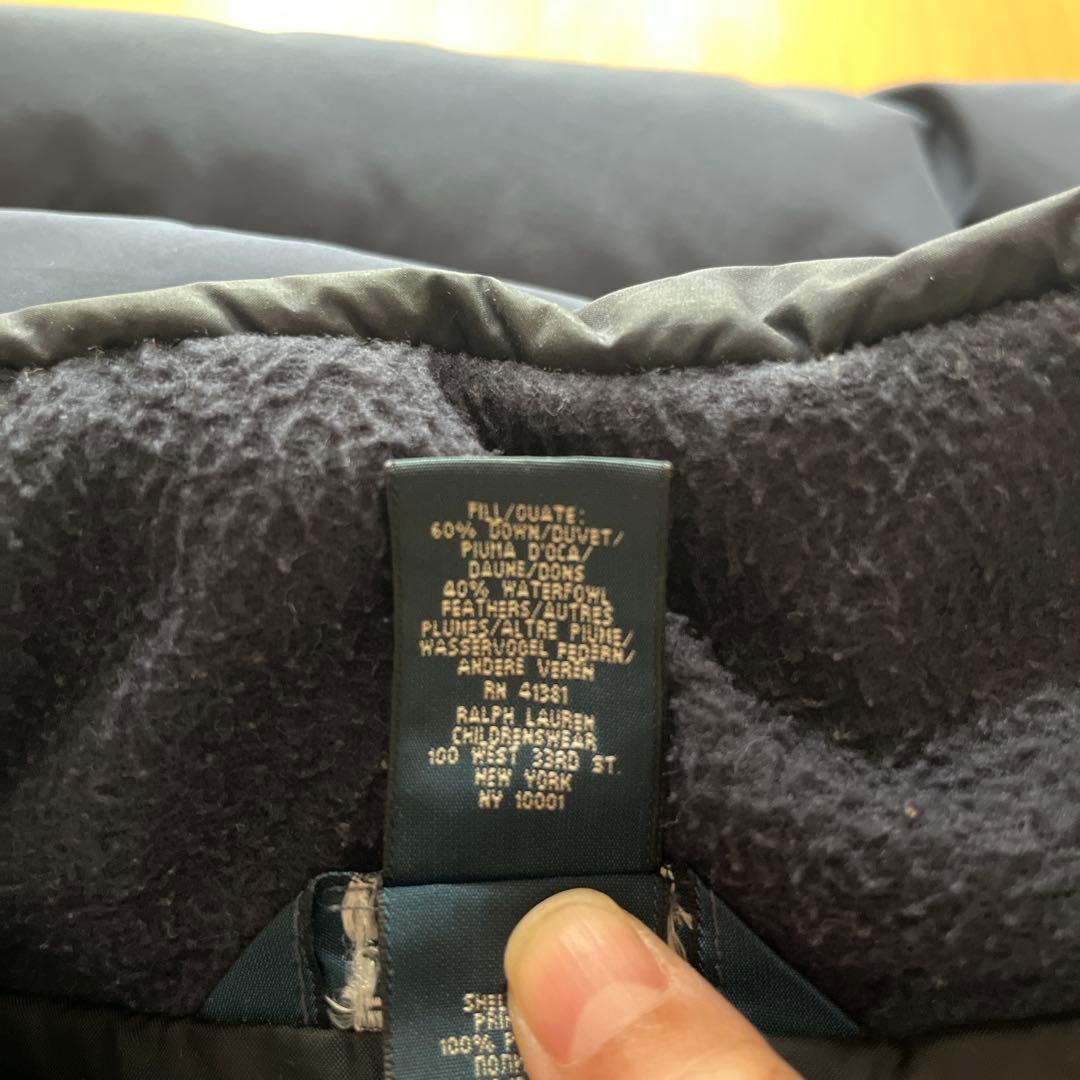 FILL/OUATE:
60% DOWN/DUVET/
PIUMA D'OCA/
DAUNE/DONS
40% WATERFOWL
FEATHERS/AUTRES
PLUMES/ALTRE PIUME/
WASSERVOGEL FEDERN/
ANDERE VEREN
RN 41381
RALPH LAUREN
CHILDRENSWEAR
100 WEST 33RD ST.
NEW YORK
NY 10001
100%